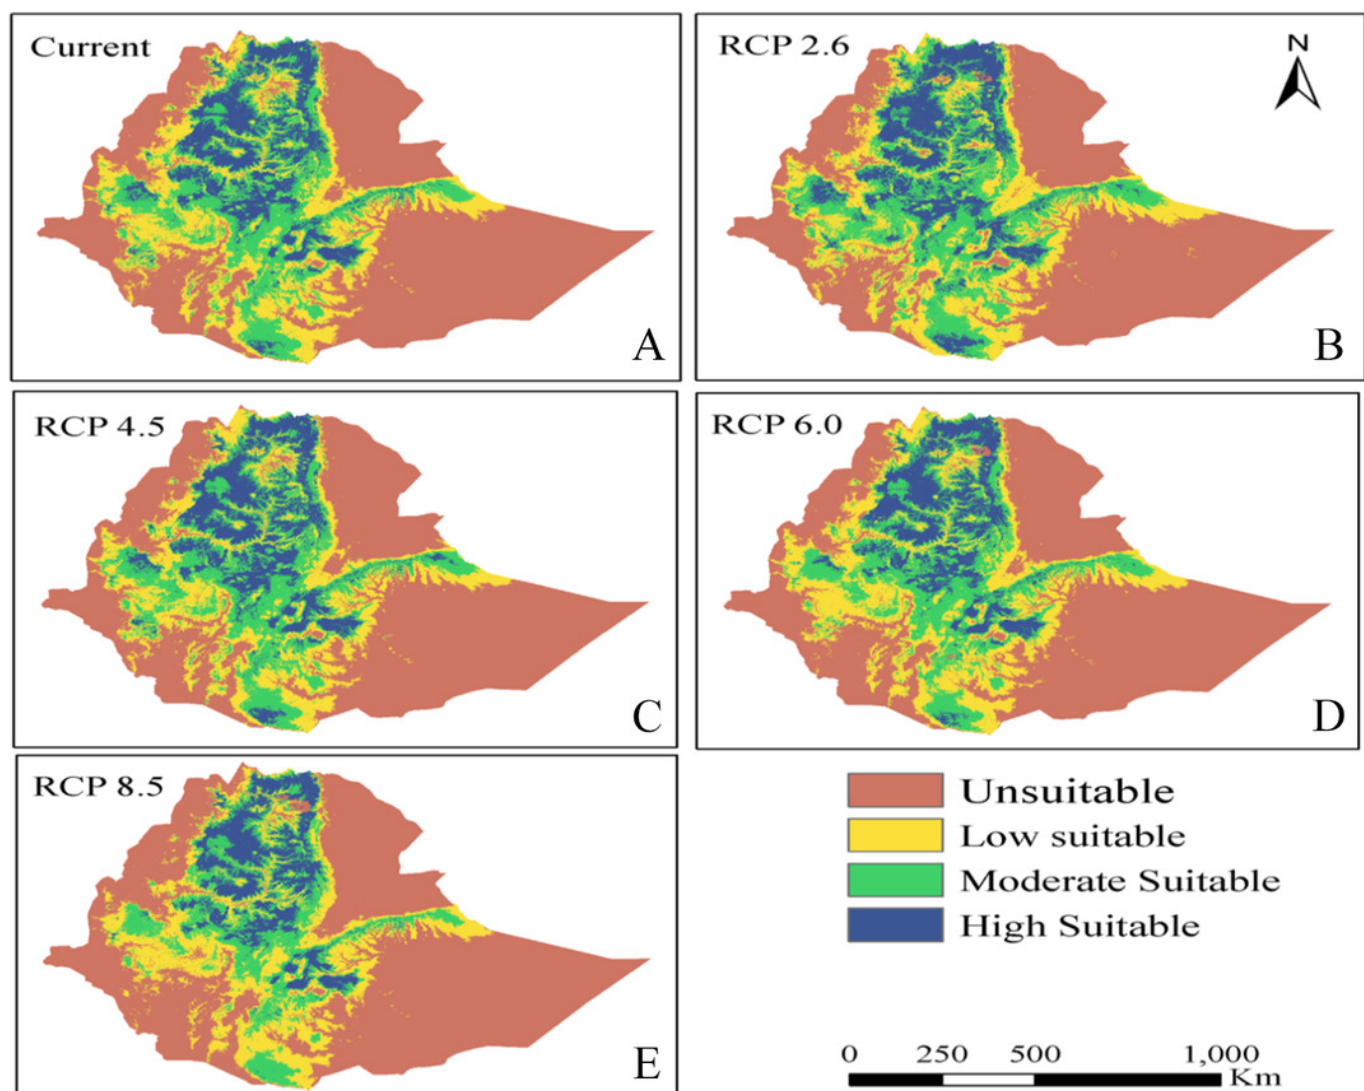 Current
A
RCP 2.6
N
B
RCP 4.5
C
RCP 6.0
D
RCP 8.5
E
Unsuitable
Low suitable
Moderate Suitable
High Suitable
0 250 500 1,000
Km